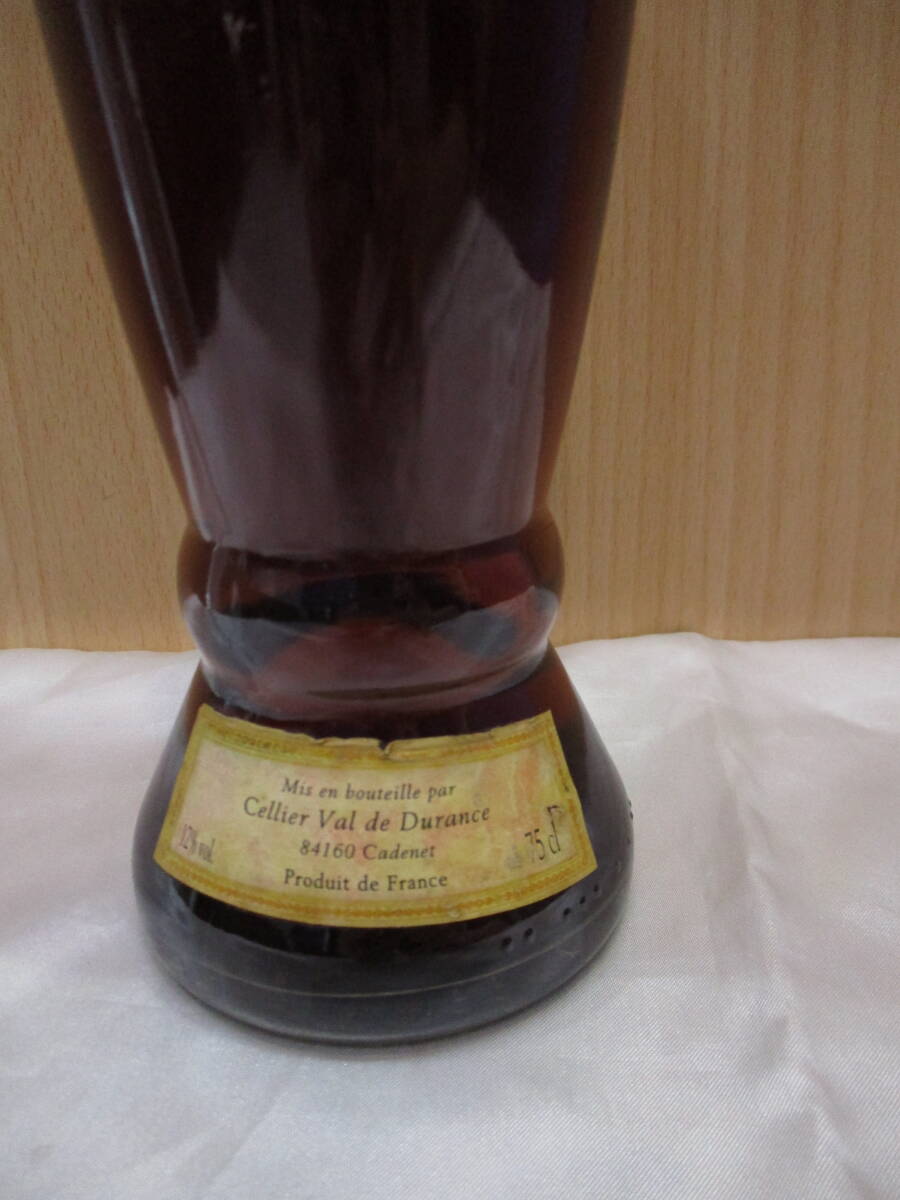 Mis en bouteille par
Cellier Val de Durance
12% vol.
84160 Cadenet
75 cl
Produit de France